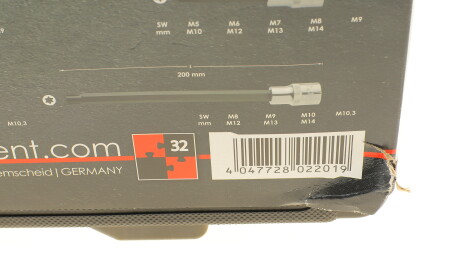 SW M5 M6 M7 M8 M9
mm M10 M12 M13 M14
L
200 mm
M10,3 SW M8 M9 M10 M10,3
mm M12 M13 M14
ent.com
32
emscheid | GERMANY
4 047728 022019